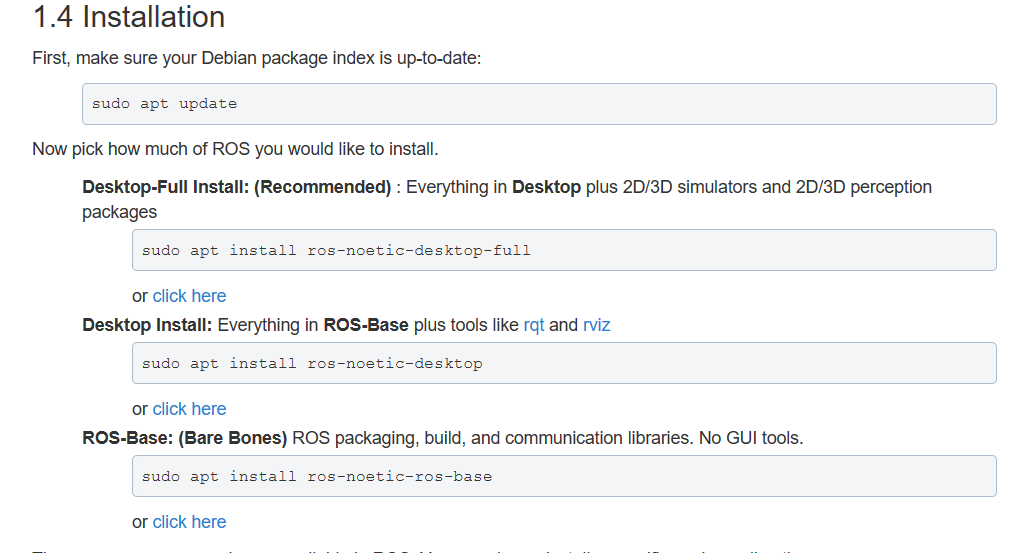 1.4 Installation
First, make sure your Debian package index is up-to-date:
sudo apt update
Now pick how much of ROS you would like to install.
Desktop-Full Install: (Recommended) : Everything in Desktop plus 2D/3D simulators and 2D/3D perception
packages
sudo apt install ros-noetic-desktop-full
or click here
Desktop Install: Everything in ROS-Base plus tools like rqt and rviz
sudo apt install ros-noetic-desktop
or click here
ROS-Base: (Bare Bones) ROS packaging, build, and communication libraries. No GUI tools.
sudo apt install ros-noetic-ros-base
or click here